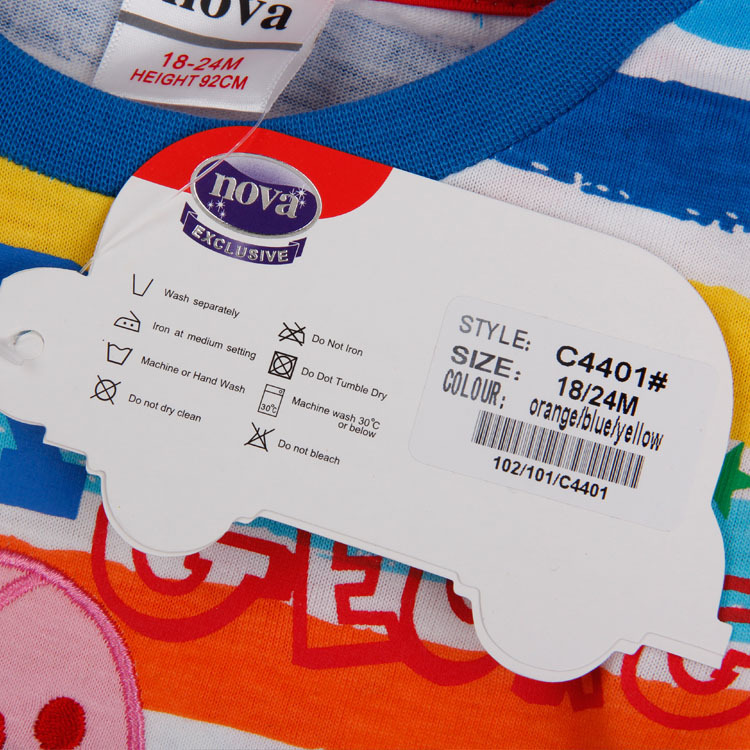 nova
18-24M
HEIGHT 92CM
nova
EXCLUSIVE
Wash separately
Iron at medium setting
Machine or Hand Wash
Do not dry clean
Do Not Iron
Do Dot Tumble Dry
30°C
Machine wash 30°C
or below
Do not bleach
STYLE: C4401#
SIZE: 18/24M
COLOUR: orange/blue/yellow
102/101/C4401
GEO G